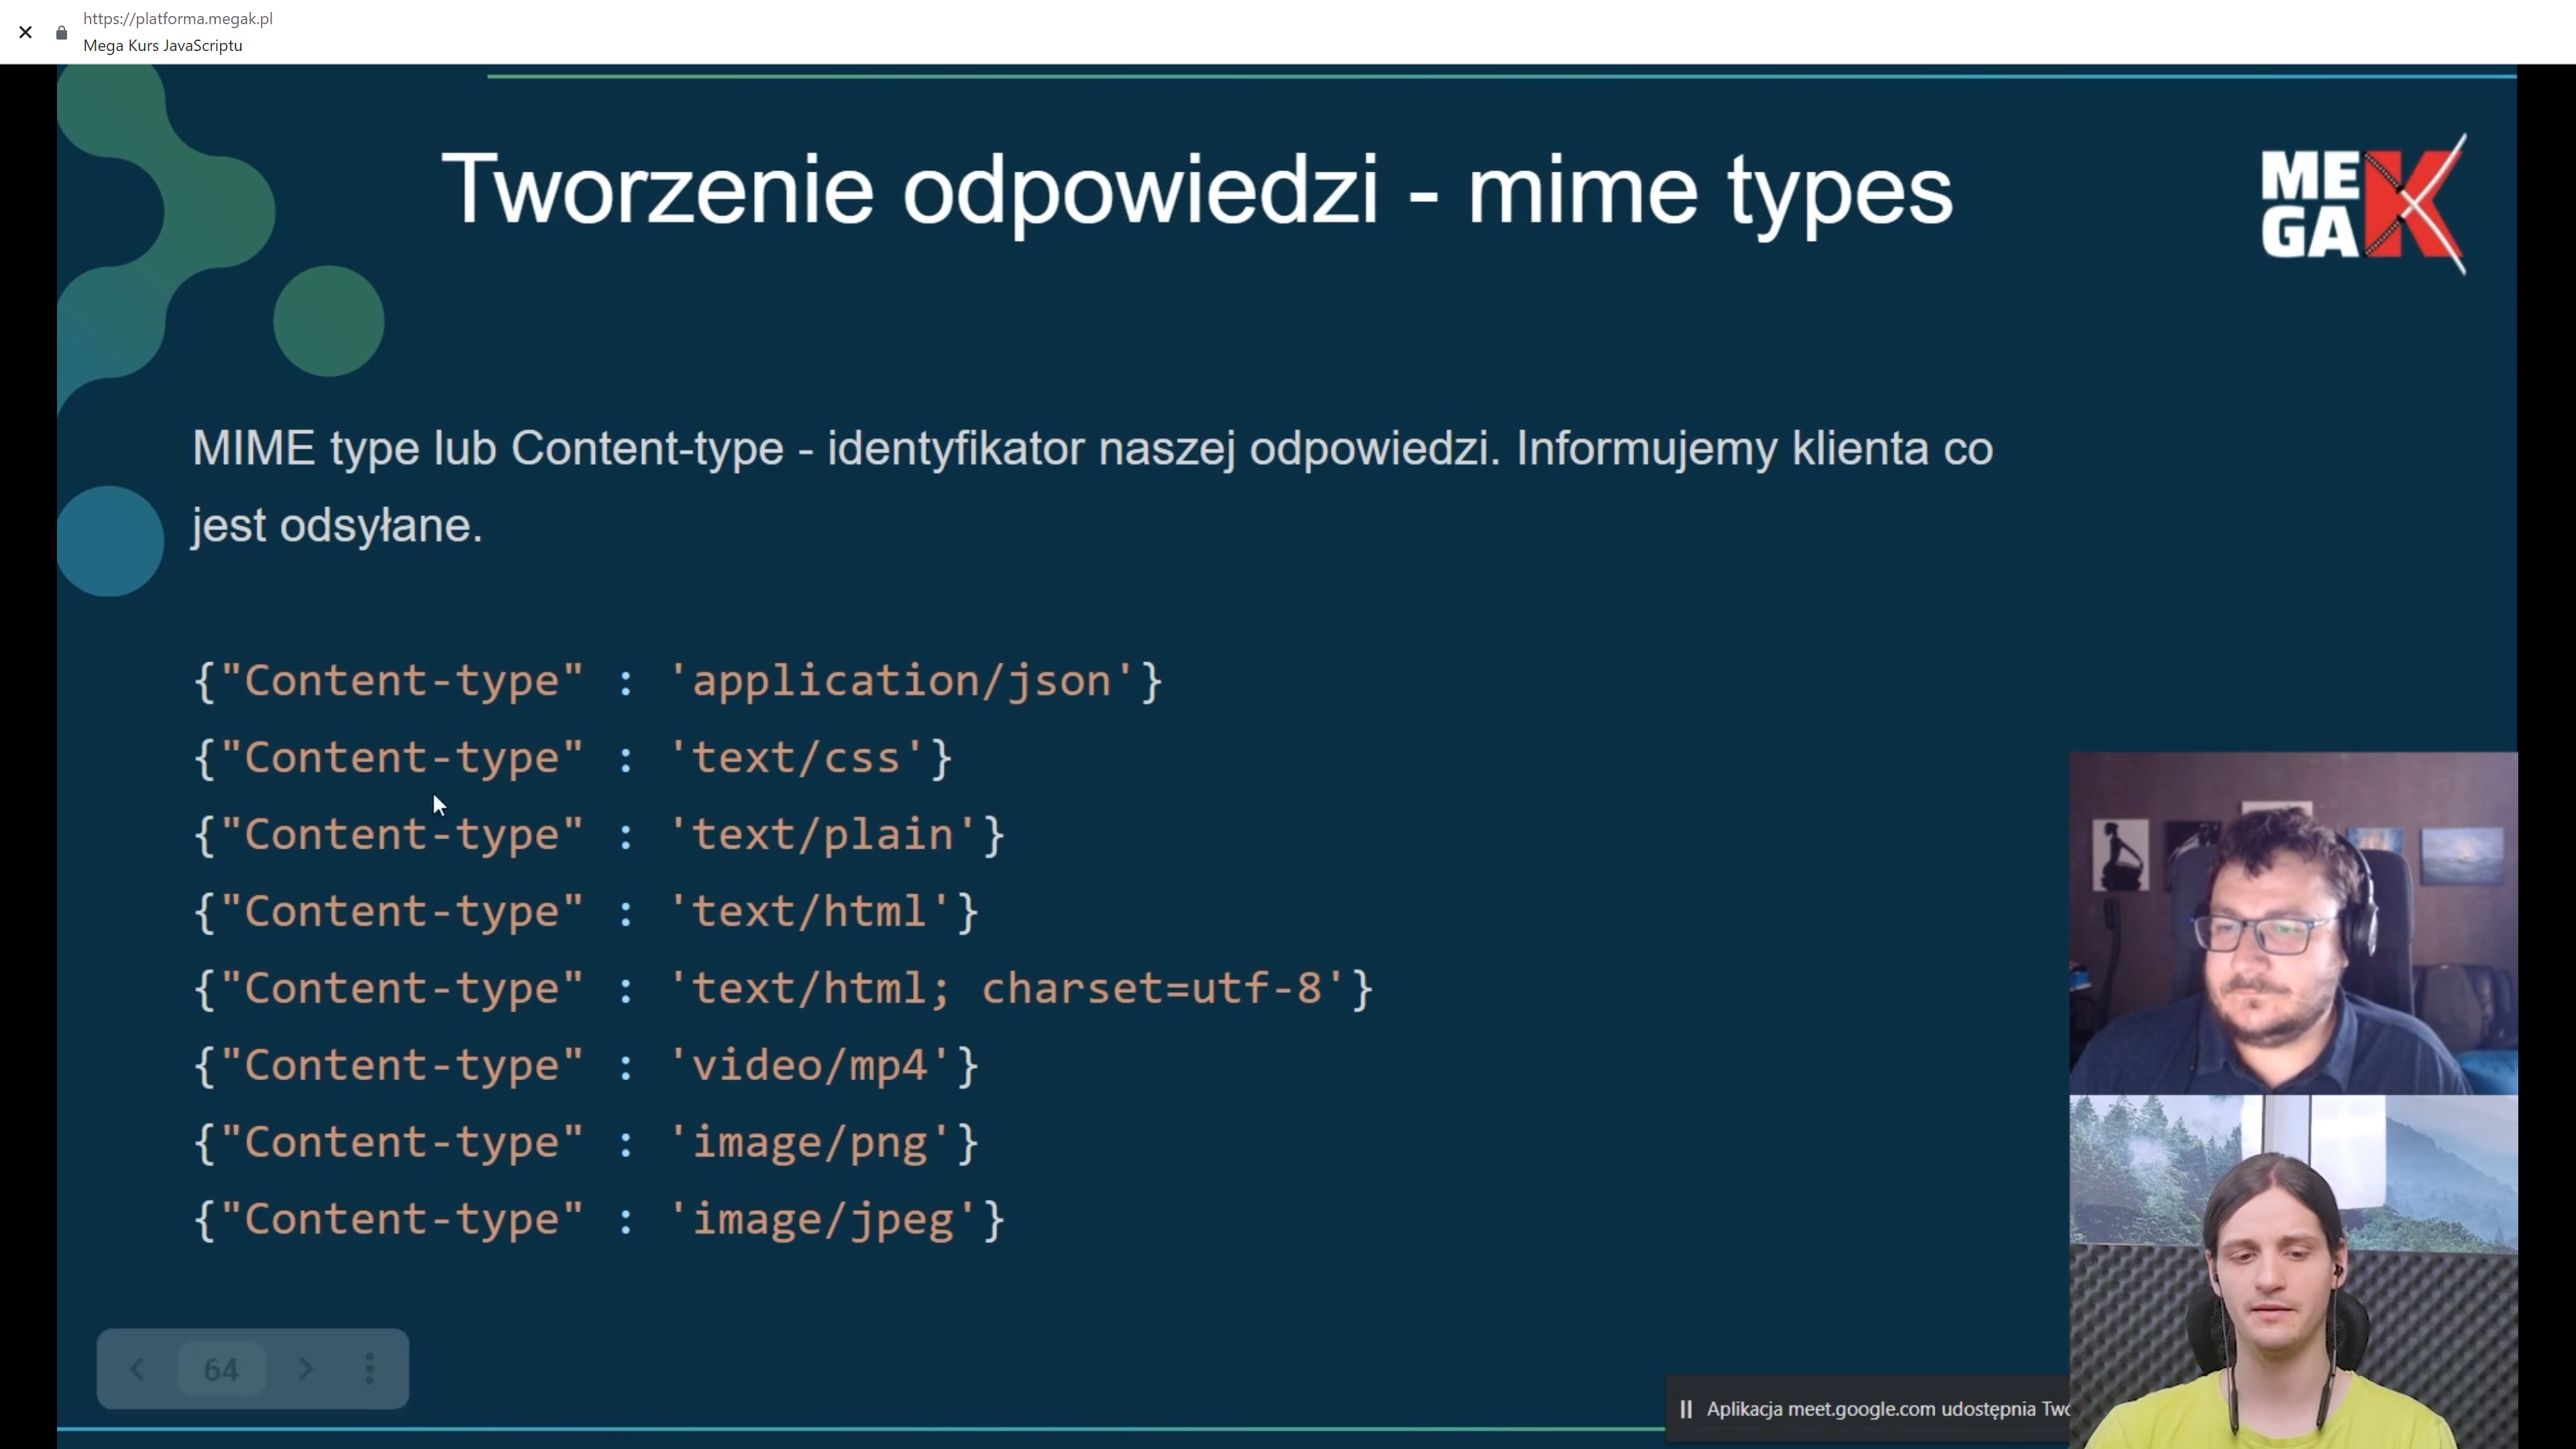 https://platforma.megak.pl
Mega Kurs JavaScriptu
Tworzenie odpowiedzi - mime types
MEGA K
MIME type lub Content-type - identyfikator naszej odpowiedzi. Informujemy klienta co
jest odsyłane.
{"Content-type" : 'application/json'}
{"Content-type" : 'text/css'}
{"Content-type" : 'text/plain'}
{"Content-type" : 'text/html'}
{"Content-type" : 'text/html; charset=utf-8'}
{"Content-type" : 'video/mp4'}
{"Content-type" : 'image/png'}
{"Content-type" : 'image/jpeg'}
64
Aplikacja meet.google.com udostępnia